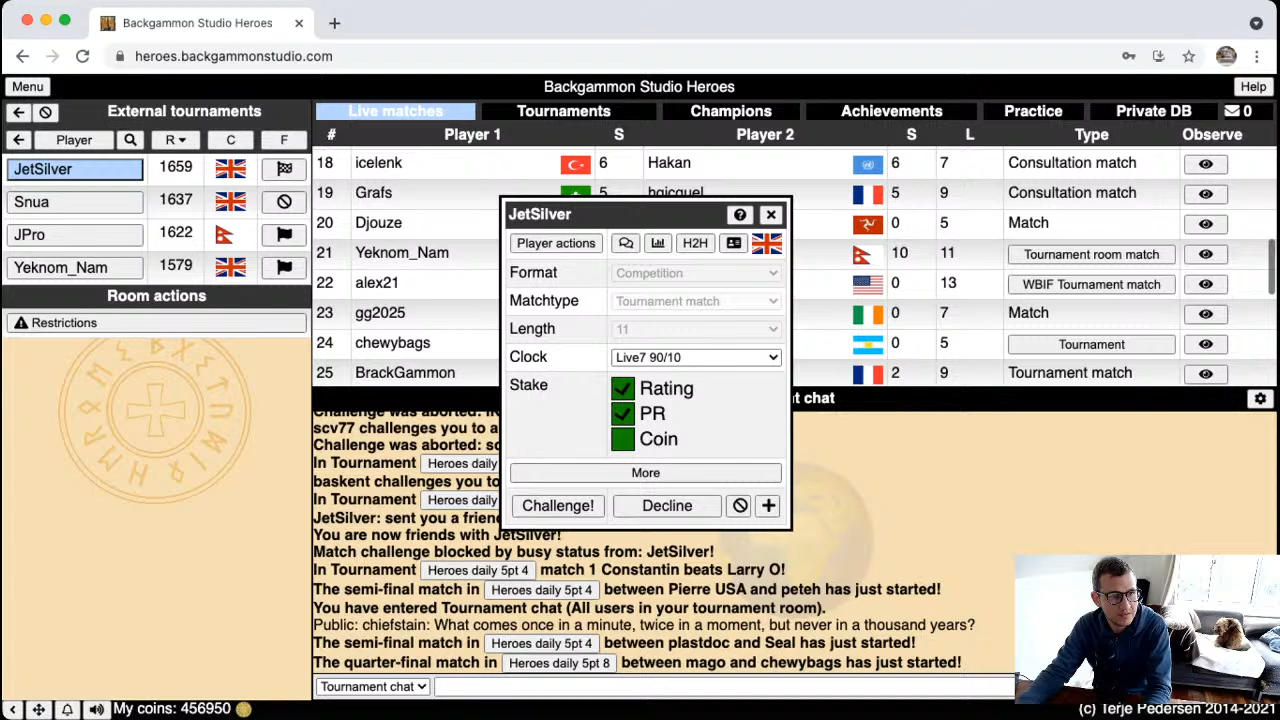 Backgammon Studio Heroes
heroes.backgammonstudio.com
Menu
Backgammon Studio Heroes
Help
External tournaments
Live matches
Tournaments
Champions
Achievements
Practice
Private DB
0
Player
R
C
F
#
Player 1
S
Player 2
S
L
Type
Observe
JetSilver 1659
Snua 1637
JPro 1622
Yeknom_Nam 1579
Room actions
Restrictions
18 icelenk 6 Hakan 6 7 Consultation match
19 Grafs 5 5 9 Consultation match
20 Djouze 0 5 Match
21 Yeknom_Nam 10 11 Tournament room match
22 alex21 0 13 WBIF Tournament match
23 gg2025 0 7 Match
24 chewybags 0 5 Tournament
25 BrackGammon 2 9 Tournament match
JetSilver
Player actions
H2H
Format Competition
Matchtype Tournament match
Length 11
Clock Live7 90/10
Stake
Rating
PR
Coin
More
Challenge!
Decline
chat
Challenge was aborted:
scv77 challenges you to a
Challenge was aborted:
In Tournament Heroes daily
baskent challenges you to
In Tournament Heroes daily
JetSilver: sent you a friend
You are now friends with JetSilver!
Match challenge blocked by busy status from: JetSilver!
In Tournament Heroes daily 5pt 4 match 1 Constantin beats Larry O!
The semi-final match in Heroes daily 5pt 4 between Pierre USA and peteh has just started!
You have entered Tournament chat (All users in your tournament room).
Public: chiefstain: What comes once in a minute, twice in a moment, but never in a thousand years?
The semi-final match in Heroes daily 5pt 4 between plastdoc and Seal has just started!
The quarter-final match in Heroes daily 5pt 8 between mago and chewybags has just started!
Tournament chat
My coins: 456950
(c) Terje Pedersen 2014-2021